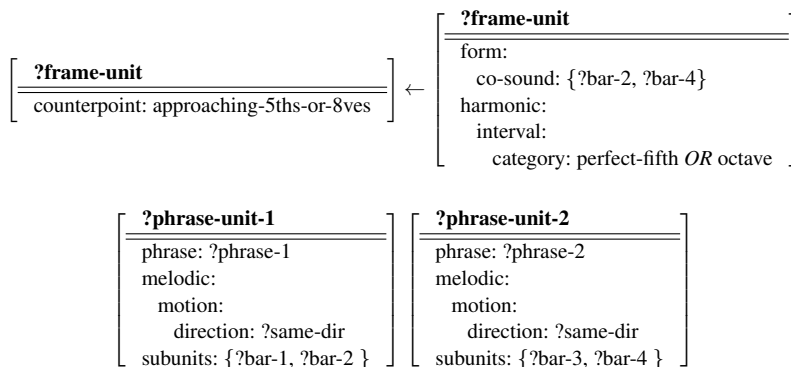 ?frame-unit
counterpoint: approaching-5ths-or-8ves
←
?frame-unit
form:
co-sound: {?bar-2, ?bar-4}
harmonic:
interval:
category: perfect-fifth OR octave
?phrase-unit-1
phrase: ?phrase-1
melodic:
motion:
direction: ?same-dir
subunits: {?bar-1, ?bar-2 }
?phrase-unit-2
phrase: ?phrase-2
melodic:
motion:
direction: ?same-dir
subunits: {?bar-3, ?bar-4 }